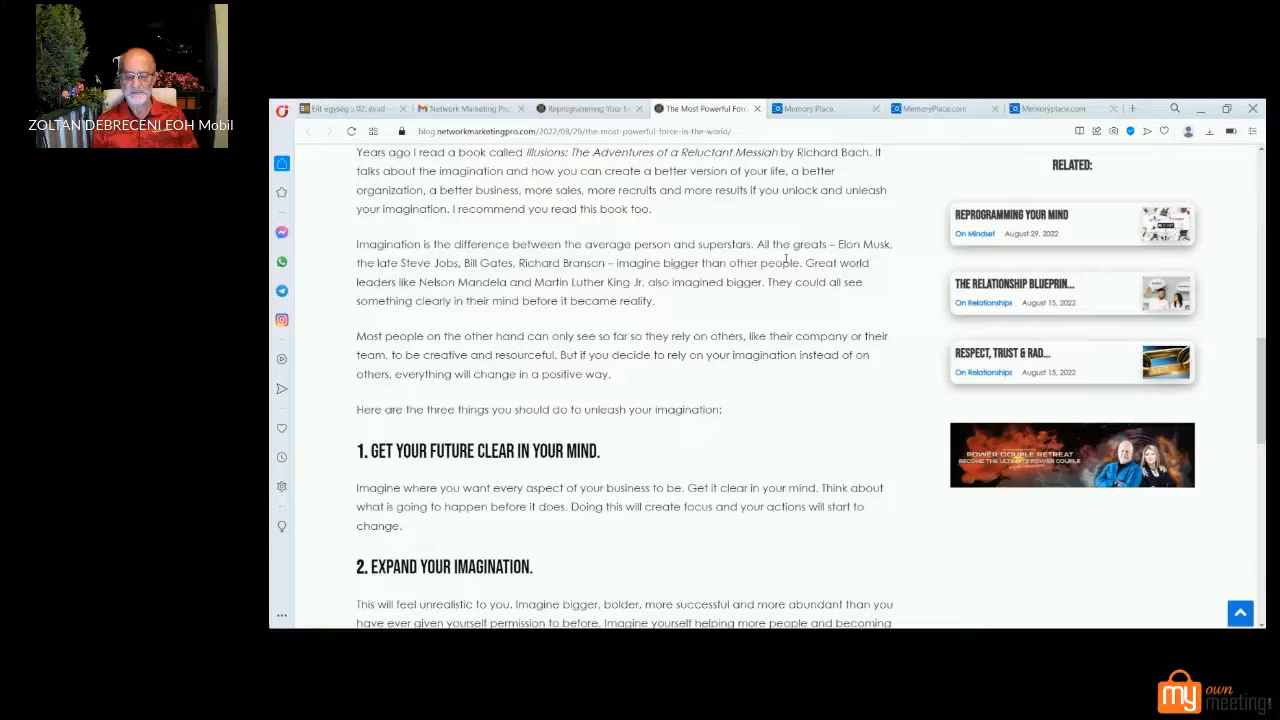 ZOLTAN DEBRECENI EOH Mobil
Elit egység .. 02. évad –
Network Marketing Pro
Reprogramming Your M
The Most Powerful Forc
Memory.Place
MemoryPlace.com
Memoryplace.com
blog.networkmarketingpro.com/2022/08/29/the-most-powerful-force-in-the-world/
Years ago I read a book called Illusions: The Adventures of a Reluctant Messiah by Richard Bach. It
talks about the imagination and how you can create a better version of your life, a better
organization, a better business, more sales, more recruits and more results if you unlock and unleash
your imagination. I recommend you read this book too.
Imagination is the difference between the average person and superstars. All the greats – Elon Musk,
the late Steve Jobs, Bill Gates, Richard Branson – imagine bigger than other people. Great world
leaders like Nelson Mandela and Martin Luther King Jr. also imagined bigger. They could all see
something clearly in their mind before it became reality.
Most people on the other hand can only see so far so they rely on others, like their company or their
team, to be creative and resourceful. But if you decide to rely on your imagination instead of on
others, everything will change in a positive way.
Here are the three things you should do to unleash your imagination:
1. GET YOUR FUTURE CLEAR IN YOUR MIND.
Imagine where you want every aspect of your business to be. Get it clear in your mind. Think about
what is going to happen before it does. Doing this will create focus and your actions will start to
change.
2. EXPAND YOUR IMAGINATION.
This will feel unrealistic to you. Imagine bigger, bolder, more successful and more abundant than you
have ever given yourself permission to before. Imagine yourself helping more people and becoming
RELATED:
REPROGRAMMING YOUR MIND
On Mindset August 29, 2022
THE RELATIONSHIP BLUEPRIN...
On Relationships August 15, 2022
RESPECT, TRUST & RAD...
On Relationships August 15, 2022
POWER COUPLE RETREAT
BECOME THE ULTIMATE POWER COUPLE
my own
meeting